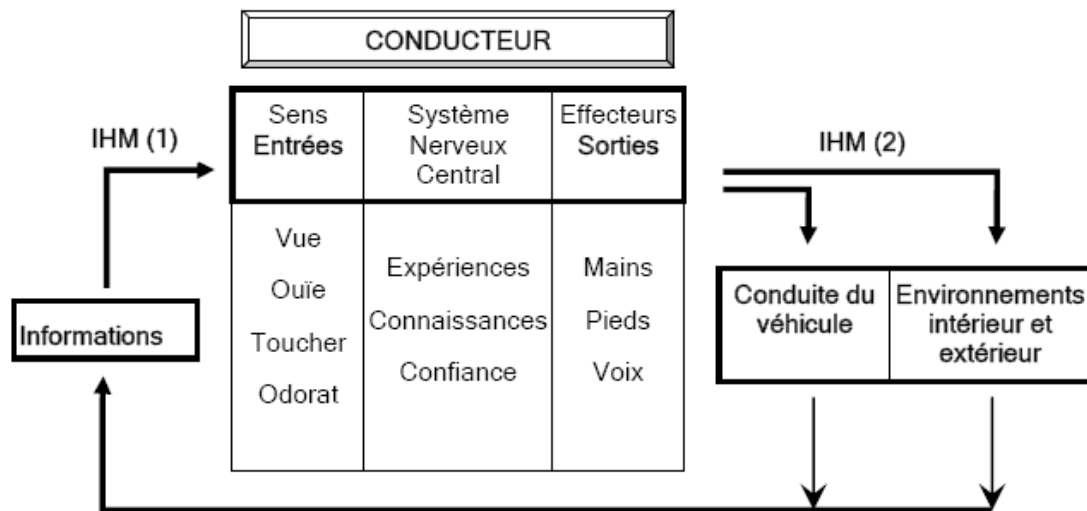 CONDUCTEUR
IHM (1)
Sens
Entrées
Système
Nerveux
Central
Effecteurs
Sorties
IHM (2)
Vue
Ouïe
Toucher
Odorat
Expériences
Connaissances
Confiance
Mains
Pieds
Voix
Informations
Conduite du
véhicule
Environnements
intérieur et
extérieur